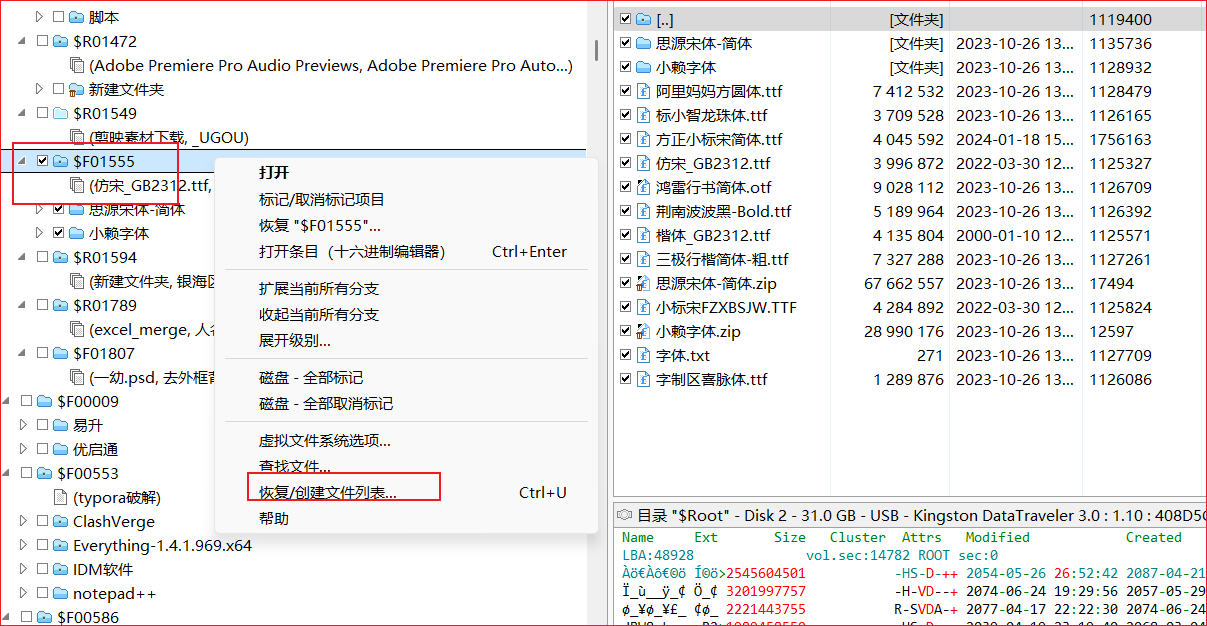 脚本
$R01472
(Adobe Premiere Pro Audio Previews, Adobe Premiere Pro Auto...)
新建文件夹
$R01549
(剪映素材下载, _UGOU)
$F01555
(仿宋_GB2312.ttf,
思源宋体-简体
小赖字体
$R01594
(新建文件夹, 银海区
$R01789
(excel_merge, 人
$F01807
(一幼.psd, 去外框
$F00009
易升
优启通
$F00553
(typora破解)
ClashVerge
Everything-1.4.1.969.x64
IDM软件
notepad++
$F00586
打开
标记/取消标记项目
恢复 "$F01555"...
打开条目（十六进制编辑器） Ctrl+Enter
扩展当前所有分支
收起当前所有分支
展开级别...
磁盘 - 全部标记
磁盘 - 全部取消标记
虚拟文件系统选项...
查找文件...
恢复/创建文件列表... Ctrl+U
帮助
[..] [文件夹] 1119400
思源宋体-简体 [文件夹] 2023-10-26 13... 1135736
小赖字体 [文件夹] 2023-10-26 13... 1128932
阿里妈妈方圆体.ttf 7 412 532 2023-10-26 13... 1128479
标小智龙珠体.ttf 3 709 528 2023-10-26 13... 1126165
方正小标宋简体.ttf 4 045 592 2024-01-18 15... 1756163
仿宋_GB2312.ttf 3 996 872 2022-03-30 12... 1125327
鸿雷行书简体.otf 9 028 112 2023-10-26 13... 1126709
荆南波波黑-Bold.ttf 5 189 964 2023-10-26 13... 1126392
楷体_GB2312.ttf 4 135 804 2000-01-10 12... 1125571
三极行楷简体-粗.ttf 7 327 288 2023-10-26 13... 1127261
思源宋体-简体.zip 67 662 557 2023-10-26 13... 17494
小标宋FZXBSJW.TTF 4 284 892 2022-03-30 12... 1125824
小赖字体.zip 28 990 176 2023-10-26 13... 12597
字体.txt 271 2023-10-26 13... 1127709
字制区喜脉体.ttf 1 289 876 2023-10-26 13... 1126086
目录 "$Root" - Disk 2 - 31.0 GB - USB - Kingston DataTraveler 3.0 : 1.10 : 408D5C
Name Ext Size Cluster Attrs Modified Created
LBA:48928 vol.sec:14782 ROOT sec:0
Àö€Àö€®ö Í®ö>2545604501 -HS-D-++ 2054-05-26 26:52:42 2087-04-21
Ï_ù__ÿ_¢ Ö_¢ 3201997757 -H-VD--+ 2074-06-24 19:29:56 2057-05-29
ø_¥ø_¥£_ ¢ø_ 2221443755 R-SVDA-+ 2077-04-17 22:22:30 2074-06-24